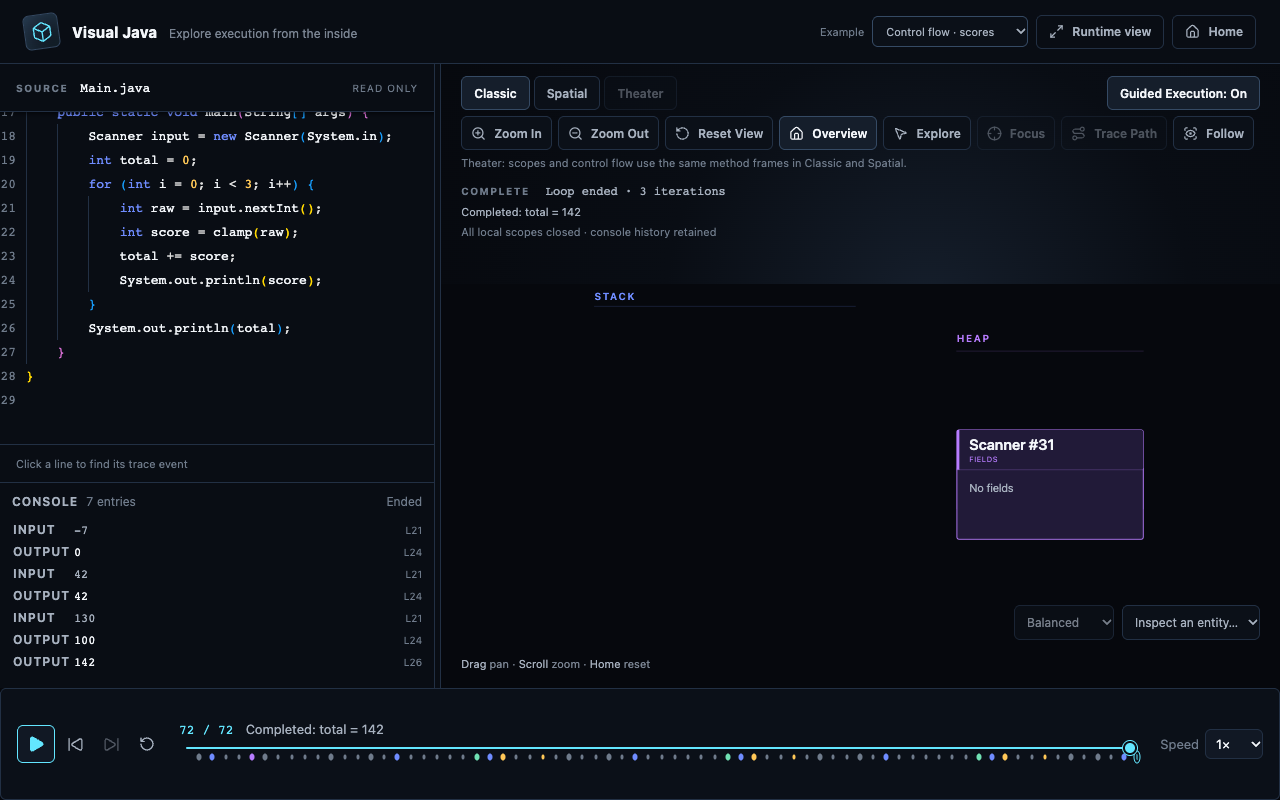 Visual Java Explore execution from the inside Example Control flow · scores Runtime view Home
SOURCE Main.java READ ONLY
17 public static void main(String[] args) {
18 Scanner input = new Scanner(System.in);
19 int total = 0;
20 for (int i = 0; i < 3; i++) {
21 int raw = input.nextInt();
22 int score = clamp(raw);
23 total += score;
24 System.out.println(score);
25 }
26 System.out.println(total);
27 }
28 }
29
Click a line to find its trace event
CONSOLE 7 entries Ended
INPUT −7 L21
OUTPUT 0 L24
INPUT 42 L21
OUTPUT 42 L24
INPUT 130 L21
OUTPUT 100 L24
OUTPUT 142 L26
Classic Spatial Theater Guided Execution: On
Zoom In Zoom Out Reset View Overview Explore Focus Trace Path Follow
Theater: scopes and control flow use the same method frames in Classic and Spatial.
COMPLETE Loop ended • 3 iterations
Completed: total = 142
All local scopes closed · console history retained
STACK
HEAP
Scanner #31
FIELDS
No fields
Balanced Inspect an entity...
Drag pan · Scroll zoom · Home reset
72 / 72 Completed: total = 142
Speed 1×